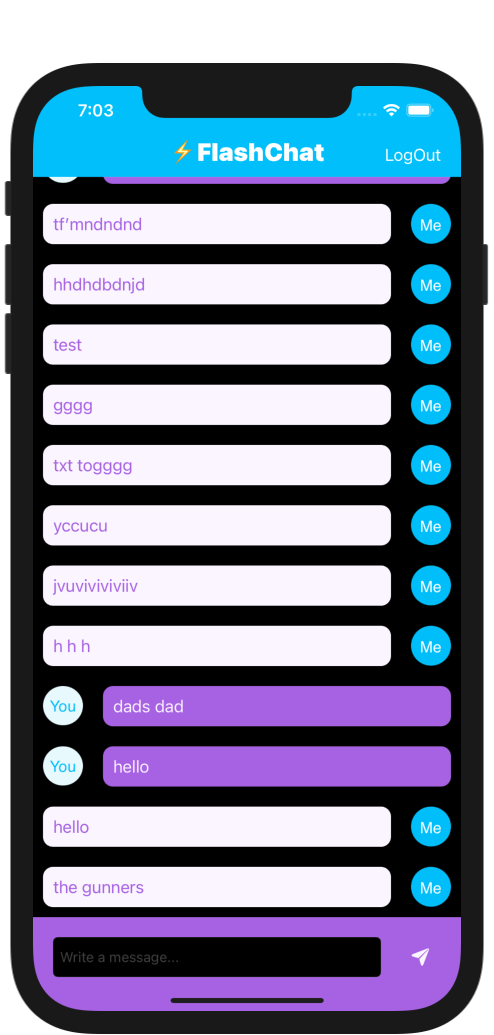 7:03
⚡️FlashChat
LogOut
tf’mndndnd
Me
hhdhdbdnjd
Me
test
Me
gggg
Me
txt togggg
Me
yccucu
Me
jvuviviviviiv
Me
h h h
Me
You
dads dad
You
hello
hello
Me
the gunners
Me
Write a message...